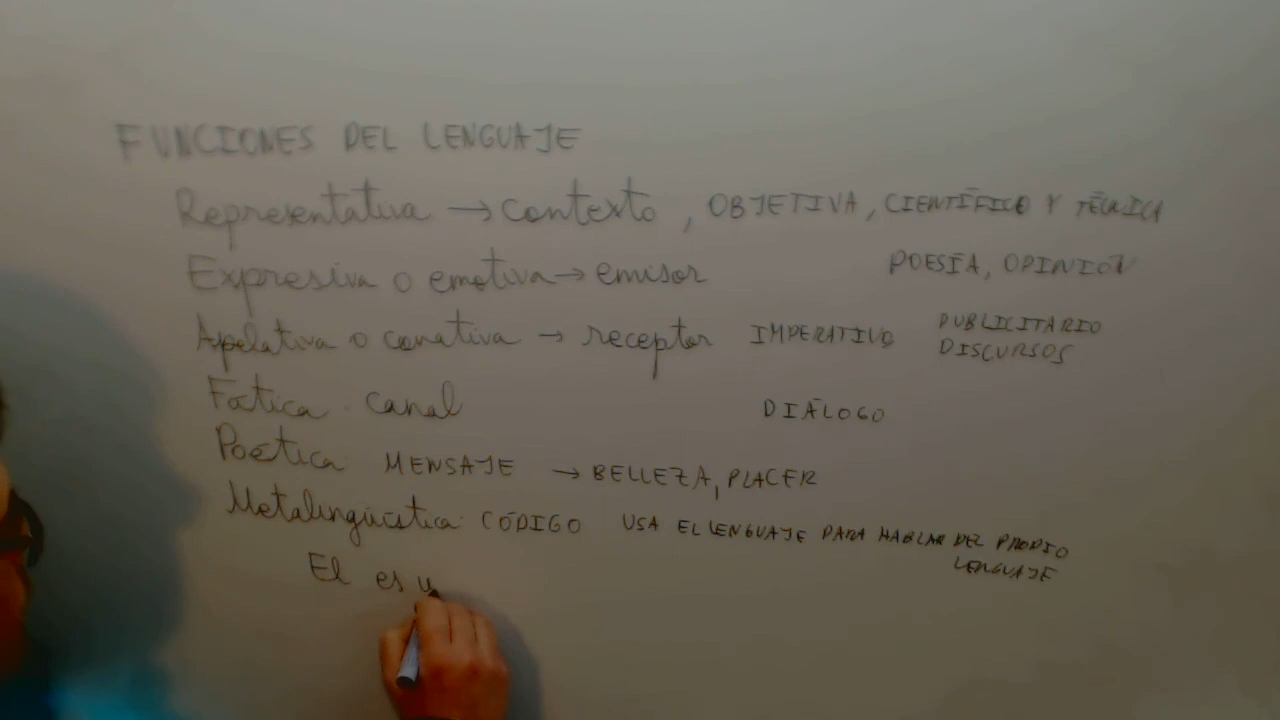 FUNCIONES DEL LENGUAJE
Representativa → contexto, OBJETIVA, CIENTÍFICO Y TÉCNICA
Expresiva o emotiva → emisor POESÍA, OPINIÓN
Apelativa o conativa → receptor IMPERATIVO PUBLICITARIO
DISCURSOS
Fática. canal DIÁLOGO
Poética. MENSAJE → BELLEZA, PLACER
Metalingüística. CÓDIGO USA EL LENGUAJE PARA HABLAR DEL PROPIO
LENGUAJE
El es